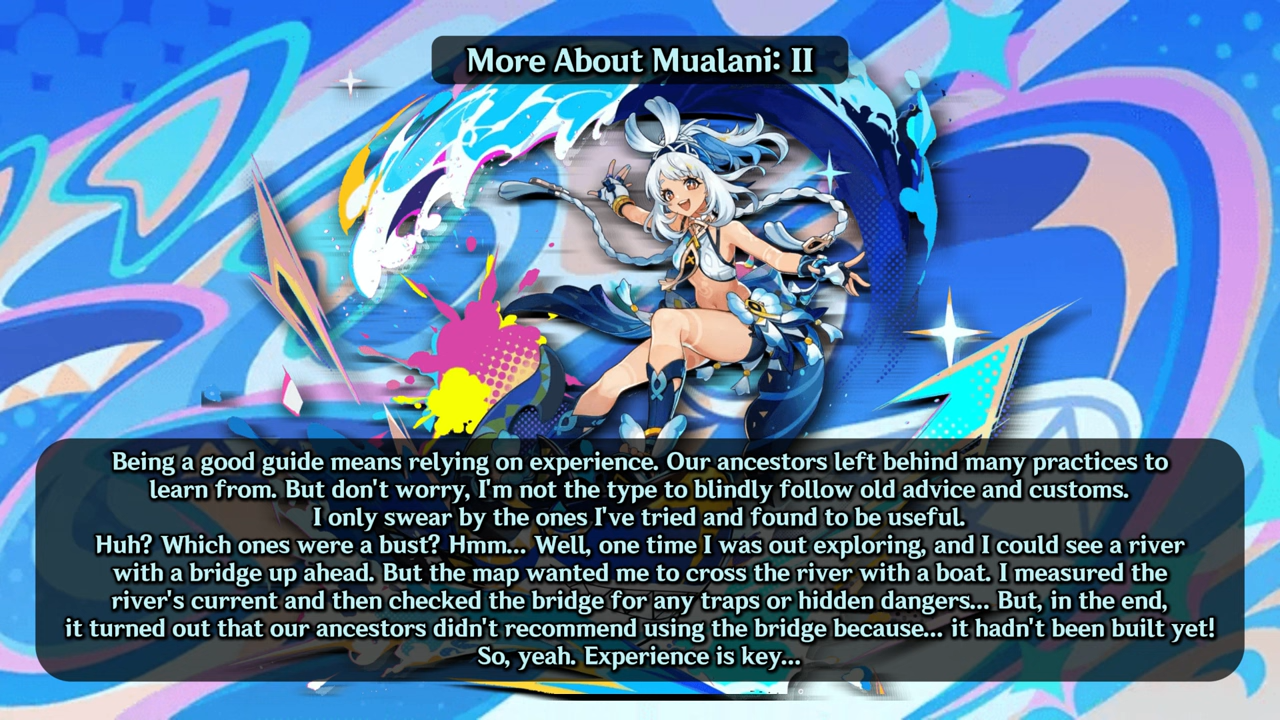 More About Mualani: II
Being a good guide means relying on experience. Our ancestors left behind many practices to
learn from. But don't worry, I'm not the type to blindly follow old advice and customs.
I only swear by the ones I've tried and found to be useful.
Huh? Which ones were a bust? Hmm... Well, one time I was out exploring, and I could see a river
with a bridge up ahead. But the map wanted me to cross the river with a boat. I measured the
river's current and then checked the bridge for any traps or hidden dangers... But, in the end,
it turned out that our ancestors didn't recommend using the bridge because... it hadn't been built yet!
So, yeah. Experience is key...